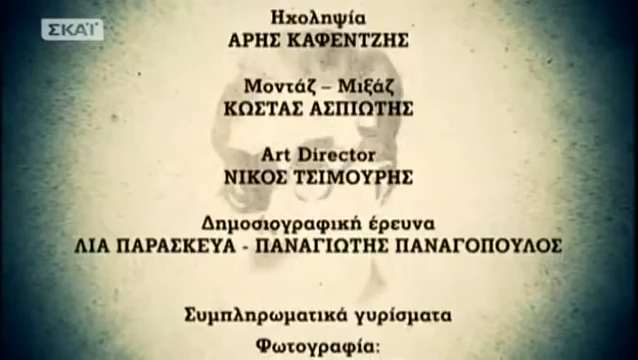 ΣΚΑΪ
Ηχοληψία
ΑΡΗΣ ΚΑΦΕΝΤΖΗΣ
Μοντάζ – Μιξάζ
ΚΩΣΤΑΣ ΑΣΠΙΩΤΗΣ
Art Director
ΝΙΚΟΣ ΤΣΙΜΟΥΡΗΣ
Δημοσιογραφική έρευνα
ΛΙΑ ΠΑΡΑΣΚΕΥΑ - ΠΑΝΑΓΙΩΤΗΣ ΠΑΝΑΓΟΠΟΥΛΟΣ
Συμπληρωματικά γυρίσματα
Φωτογραφία: